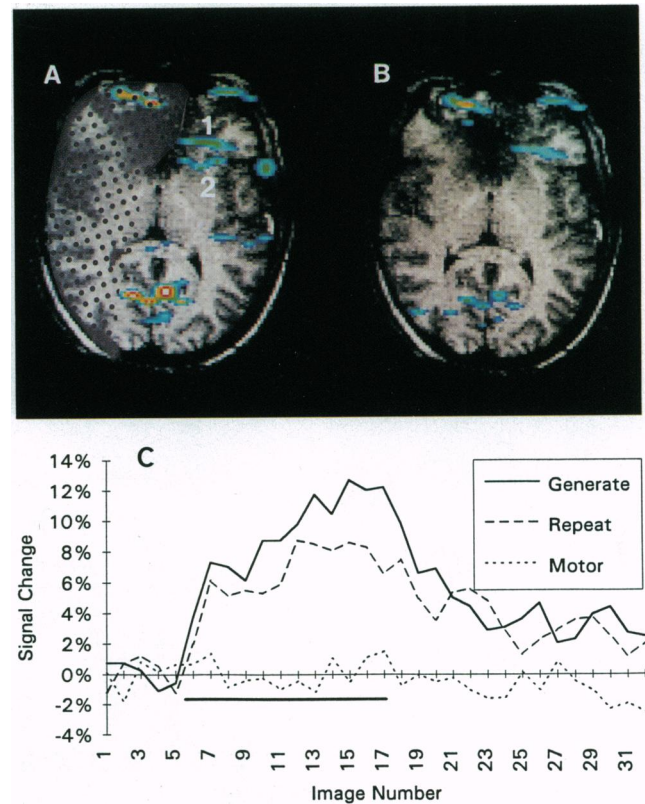 A
B
1
2
C
14%
12%
10%
8%
6%
4%
2%
0%
-2%
-4%
Signal Change
Generate
Repeat
Motor
1 3 5 7 9 11 13 15 17 19 21 23 25 27 29 31
Image Number